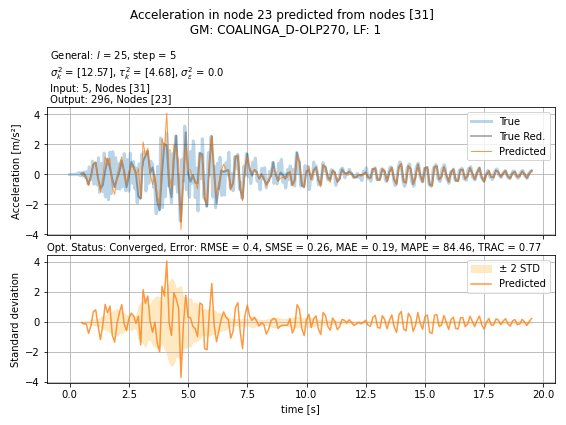 Acceleration in node 23 predicted from nodes [31]
GM: COALINGA_D-OLP270, LF: 1
General: l = 25, step = 5
σ²ₖ = [12.57], τ²ₖ = [4.68], σ²ε = 0.0
Input: 5, Nodes [31]
Output: 296, Nodes [23]
4
2
0
−2
−4
Acceleration [m/s²]
True
True Red.
Predicted
Opt. Status: Converged, Error: RMSE = 0.4, SMSE = 0.26, MAE = 0.19, MAPE = 84.46, TRAC = 0.77
4
2
0
−2
−4
Standard deviation
± 2 STD
Predicted
0.0 2.5 5.0 7.5 10.0 12.5 15.0 17.5 20.0
time [s]